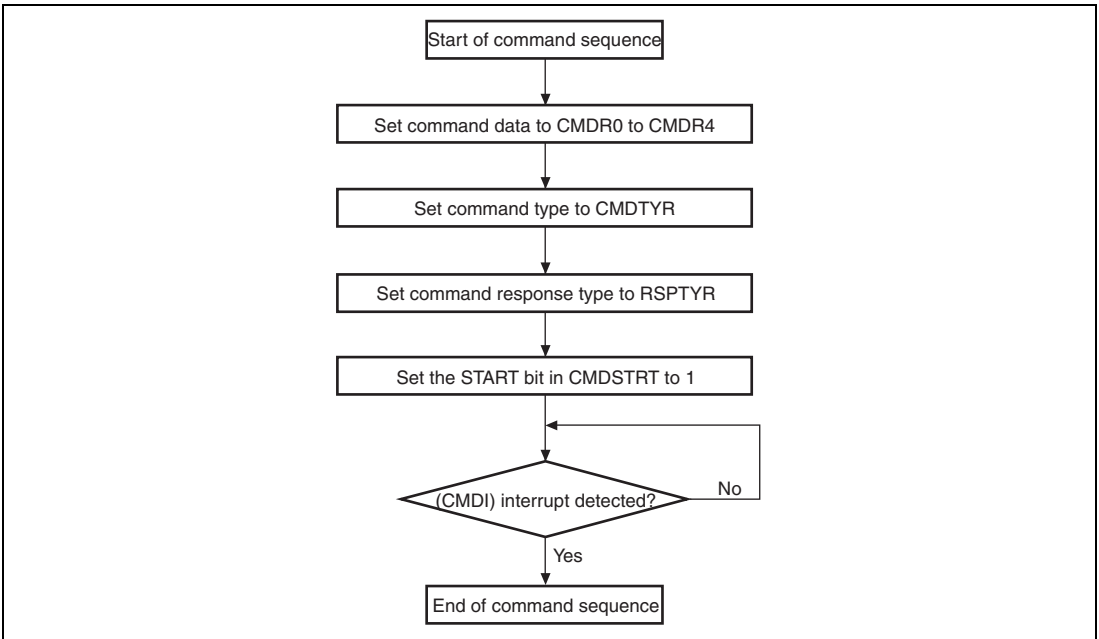 Start of command sequence
Set command data to CMDR0 to CMDR4
Set command type to CMDTYR
Set command response type to RSPTYR
Set the START bit in CMDSTRT to 1
(CMDI) interrupt detected?
No
Yes
End of command sequence